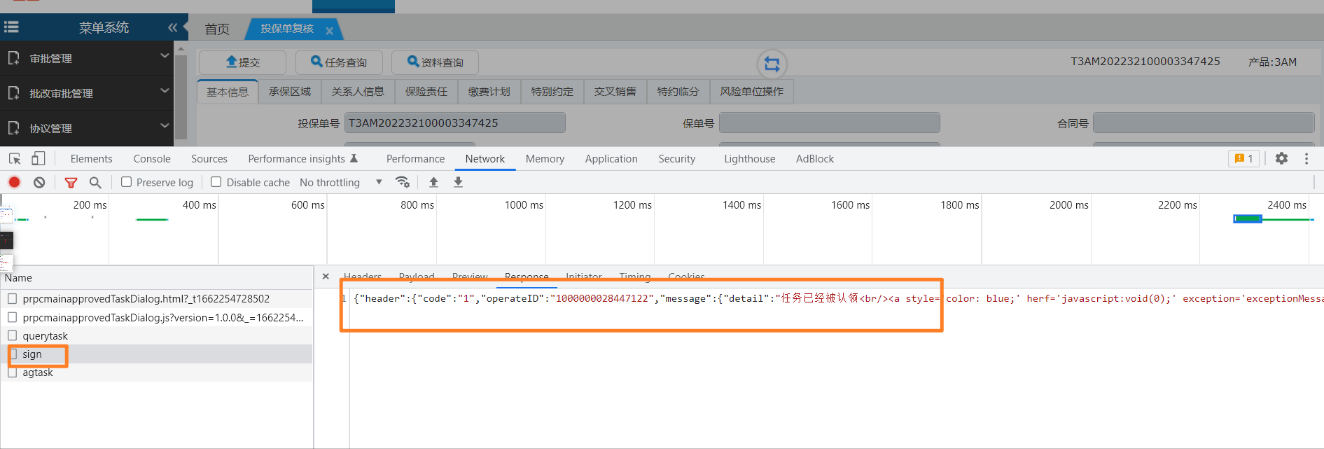 菜单系统 « 首页 投保单复核 x
审批管理
提交 任务查询 资料查询 T3AM202232100003347425 产品:3AM
批改审批管理
基本信息 承保区域 关系人信息 保险责任 缴费计划 特别约定 交叉销售 特约临分 风险单位操作
协议管理
投保单号 T3AM202232100003347425 保单号 合同号
Elements Console Sources Performance insights Performance Network Memory Application Security Lighthouse AdBlock 1
Preserve log Disable cache No throttling
200 ms 400 ms 600 ms 800 ms 1000 ms 1200 ms 1400 ms 1600 ms 1800 ms 2000 ms 2200 ms 2400 ms
Name × Headers Payload Preview Response Initiator Timing Cookies
prpcmainapprovedTaskDialog.html?_t1662254728502
1 {"header":{"code":"1","operateID":"1000000028447122","message":{"detail":"任务已经被认领<br/><a style='color: blue;' herf='javascript:void(0);' exception='exceptionMessa
prpcmainapprovedTaskDialog.js?version=1.0.0&_=1662254...
querytask
sign
agtask